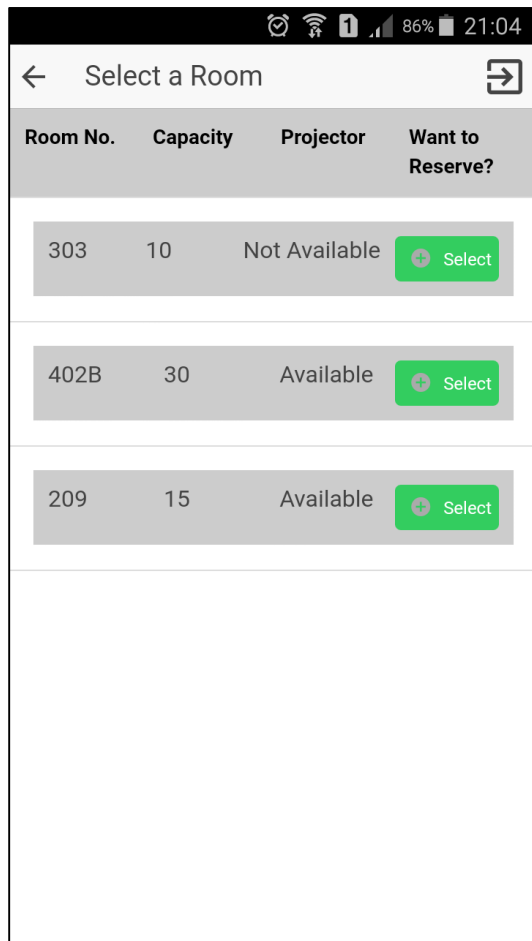 1 86% 21:04
Select a Room
Room No. Capacity Projector Want to
Reserve?
303 10 Not Available Select
402B 30 Available Select
209 15 Available Select